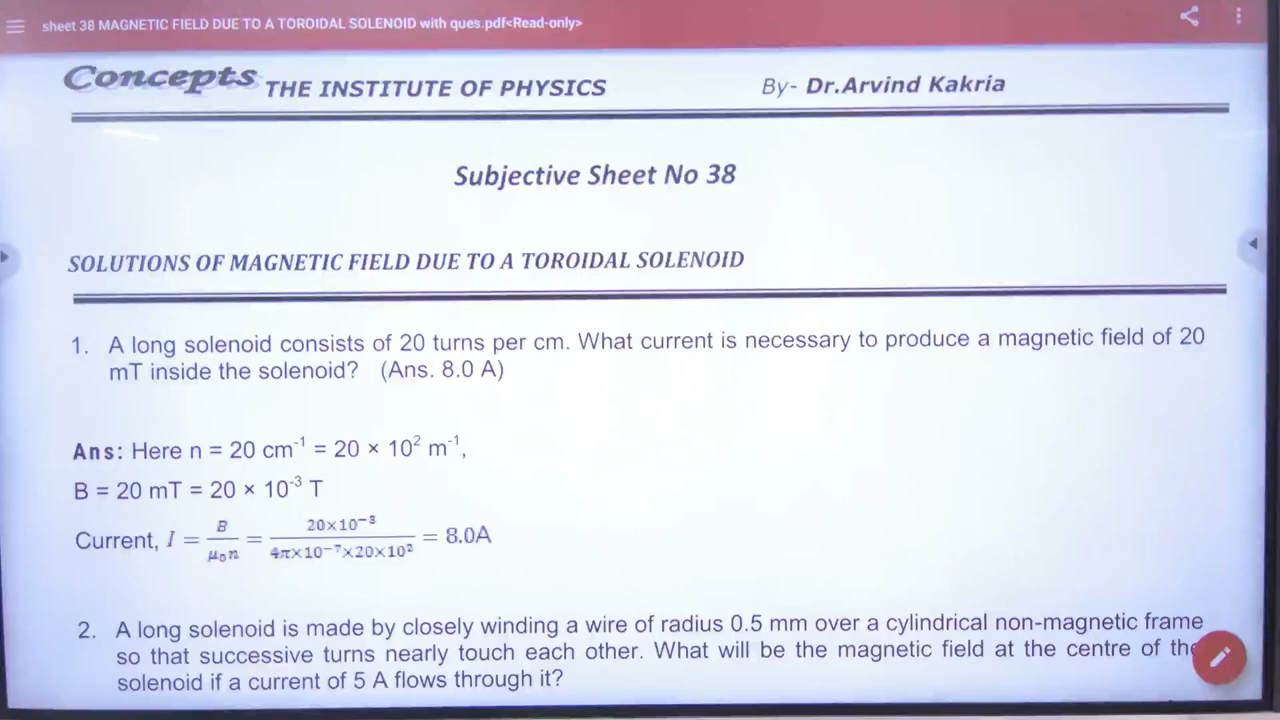 sheet 38 MAGNETIC FIELD DUE TO A TOROIDAL SOLENOID with ques.pdf<Read-only>
Concepts THE INSTITUTE OF PHYSICS By- Dr.Arvind Kakria
Subjective Sheet No 38
SOLUTIONS OF MAGNETIC FIELD DUE TO A TOROIDAL SOLENOID
1. A long solenoid consists of 20 turns per cm. What current is necessary to produce a magnetic field of 20
mT inside the solenoid? (Ans. 8.0 A)
Ans: Here n = 20 cm⁻¹ = 20 × 10² m⁻¹,
B = 20 mT = 20 × 10⁻³ T
Current, I = B/μ₀n = 20×10⁻³/4π×10⁻⁷×20×10² = 8.0A
2. A long solenoid is made by closely winding a wire of radius 0.5 mm over a cylindrical non-magnetic frame
so that successive turns nearly touch each other. What will be the magnetic field at the centre of the
solenoid if a current of 5 A flows through it?